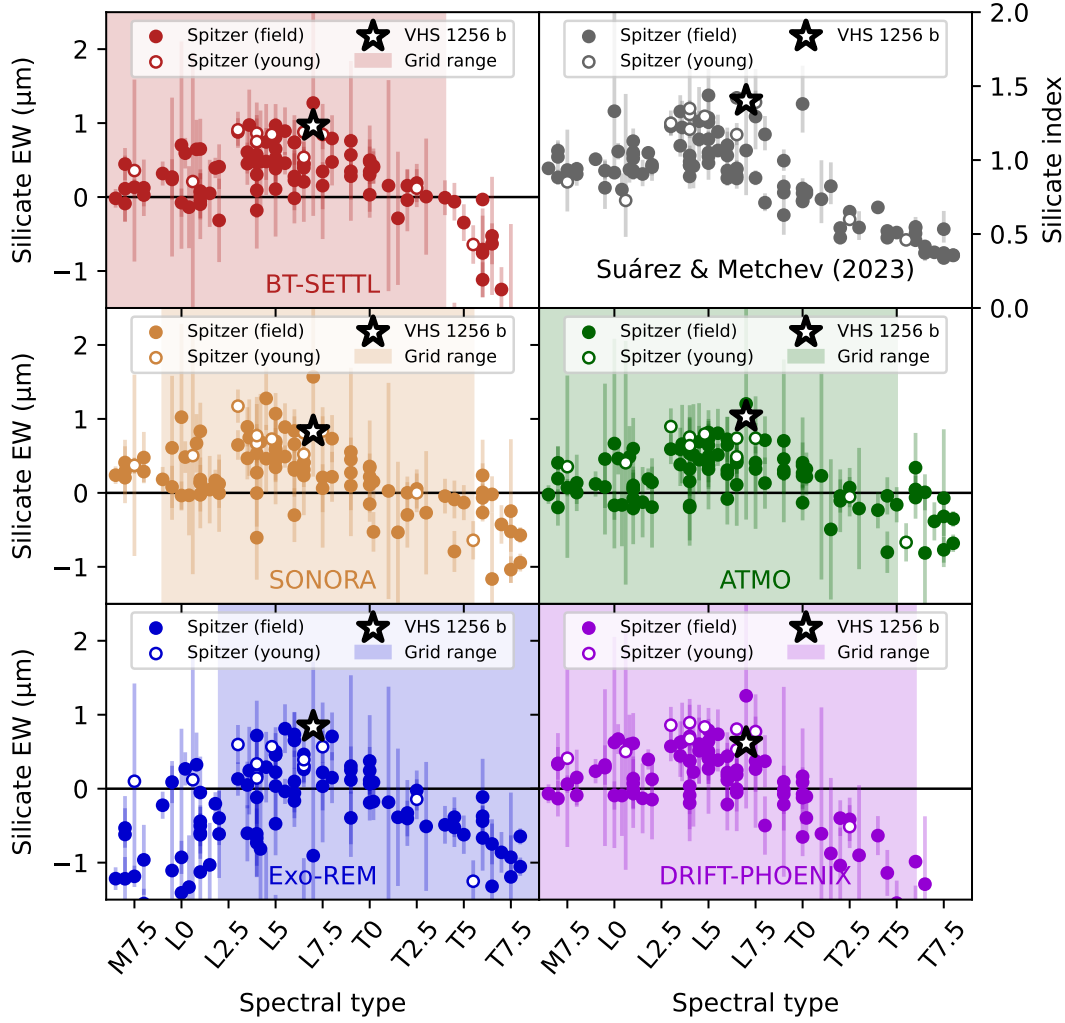 Spitzer (field) VHS 1256 b
Spitzer (young) Grid range
BT-SETTL
Silicate EW (μm)
2
1
0
−1
Spitzer (field) VHS 1256 b
Spitzer (young)
Suárez & Metchev (2023)
2.0
1.5
1.0
0.5
0.0
Silicate index
Spitzer (field) VHS 1256 b
Spitzer (young) Grid range
SONORA
Silicate EW (μm)
2
1
0
−1
Spitzer (field) VHS 1256 b
Spitzer (young) Grid range
ATMO
Spitzer (field) VHS 1256 b
Spitzer (young) Grid range
Exo-REM
Silicate EW (μm)
2
1
0
−1
Spitzer (field) VHS 1256 b
Spitzer (young) Grid range
DRIFT-PHOENIX
M7.5 L0 L2.5 L5 L7.5 T0 T2.5 T5
M7.5 L0 L2.5 L5 L7.5 T0 T2.5 T5 T7.5
Spectral type
Spectral type